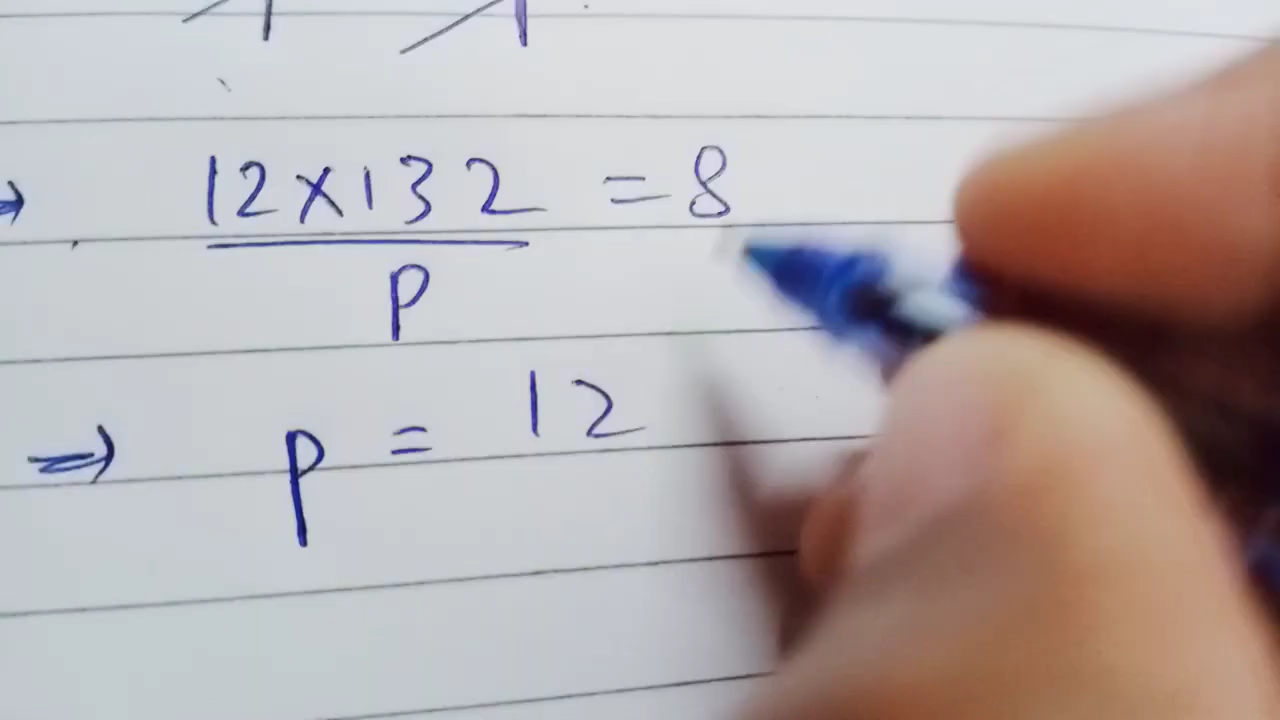 → 12×132 = 8
P
⇒ P = 12